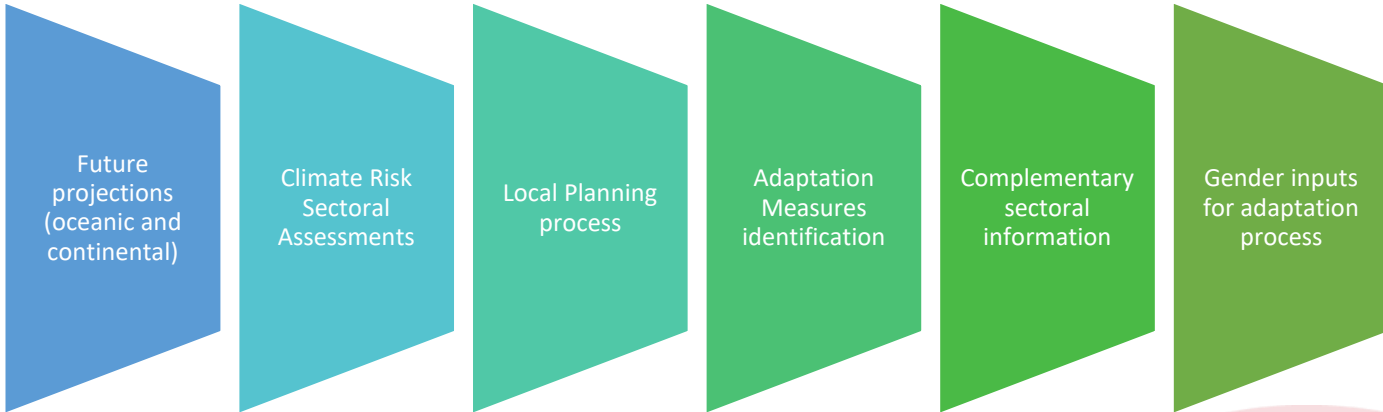 Future
projections
(oceanic and
continental)
Climate Risk
Sectoral
Assessments
Local Planning
process
Adaptation
Measures
identification
Complementary
sectoral
information
Gender inputs
for adaptation
process